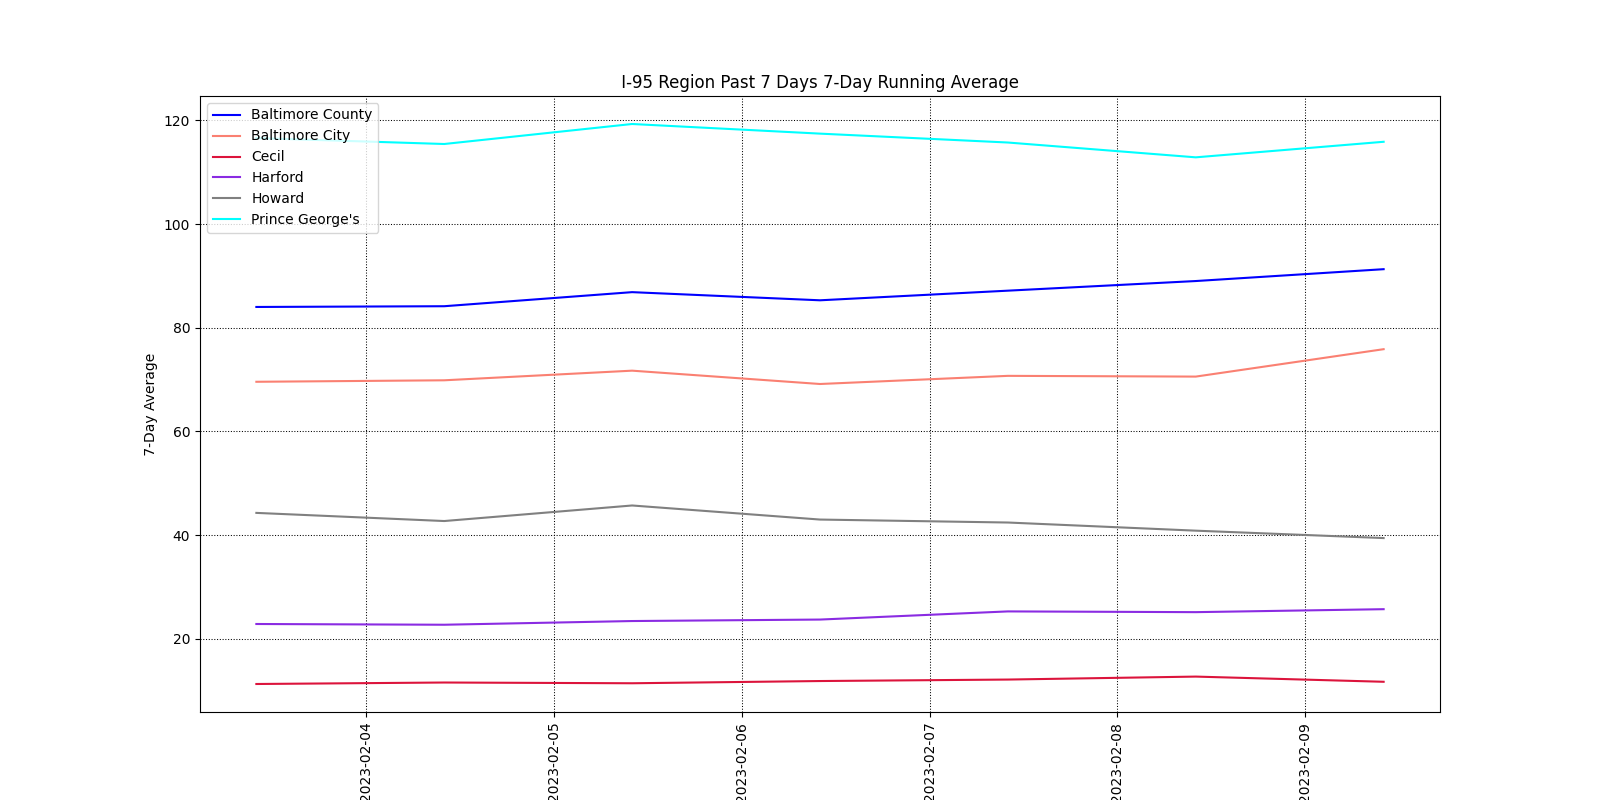 I-95 Region Past 7 Days 7-Day Running Average
Baltimore County
Baltimore City
Cecil
Harford
Howard
Prince George's
120
100
80
60
40
20
7-Day Average
2023-02-04
2023-02-05
2023-02-06
2023-02-07
2023-02-08
2023-02-09